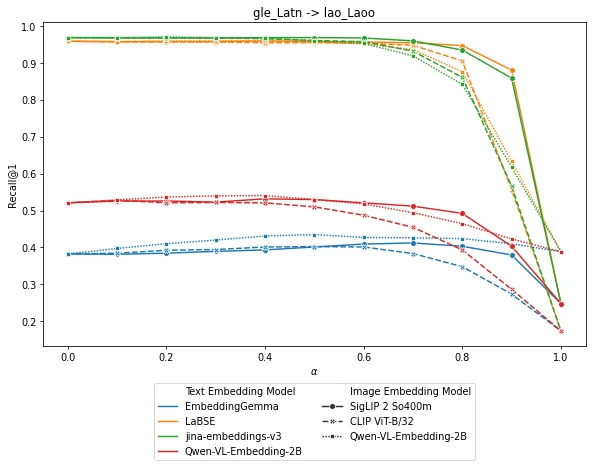 gle_Latn -> lao_Laoo
1.0
0.9
0.8
0.7
0.6
0.5
0.4
0.3
0.2
Recall@1
0.0 0.2 0.4 0.6 0.8 1.0
α
Text Embedding Model
EmbeddingGemma
LaBSE
jina-embeddings-v3
Qwen-VL-Embedding-2B
Image Embedding Model
SigLIP 2 So400m
CLIP ViT-B/32
Qwen-VL-Embedding-2B